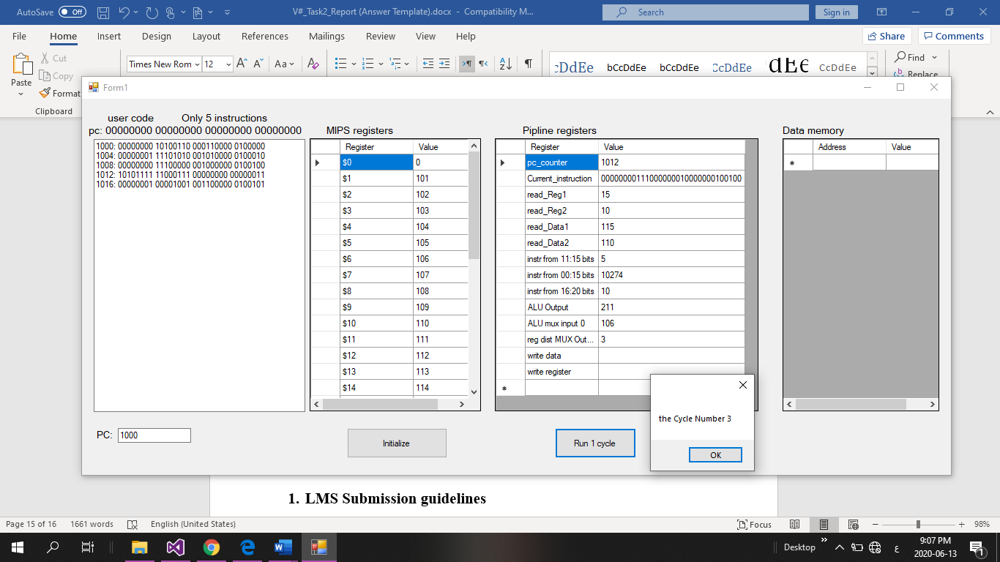 AutoSave Off V#_Task2_Report (Answer Template).docx - Compatibility M... Search Sign in
File Home Insert Design Layout References Mailings Review View Help Share Comments
Paste Cut Copy Format Clipboard
Times New Rom 12 Aa
:CDdEe bCcDdEe bCcDdEe CcDdEe dEe CcDdEe
Find Replace
Form1
user code Only 5 instructions
pc: 00000000 00000000 00000000 00000000
1000: 00000000 10100110 000110000 0100000
1004: 00000001 11101010 001010000 0100010
1008: 00000000 11100000 001000000 0100100
1012: 10101111 11000111 00000000 00000011
1016: 00000001 00001001 001100000 0100101
PC: 1000
MIPS registers
Register Value
$0 0
$1 101
$2 102
$3 103
$4 104
$5 105
$6 106
$7 107
$8 108
$9 109
$10 110
$11 111
$12 112
$13 113
$14 114
Initialize
Pipline registers
Register Value
pc_counter 1012
Current_instruction 00000000111000000010000000100100
read_Reg1 15
read_Reg2 10
read_Data1 115
read_Data2 110
instr from 11:15 bits 5
instr from 00:15 bits 10274
instr from 16:20 bits 10
ALU Output 211
ALU mux input 0 106
reg dist MUX Out... 3
write data
write register
Run 1 cycle
Data memory
Address Value
the Cycle Number 3
OK
1. LMS Submission guidelines
Page 15 of 16 1661 words English (United States) Focus 98%
Desktop » ع 9:07 PM
2020-06-13 1